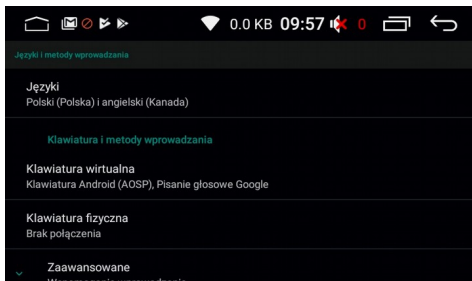 0.0 KB 09:57 0
Języki i metody wprowadzania
Języki
Polski (Polska) i angielski (Kanada)
Klawiatura i metody wprowadzania
Klawiatura wirtualna
Klawiatura Android (AOSP), Pisanie głosowe Google
Klawiatura fizyczna
Brak połączenia
Zaawansowane